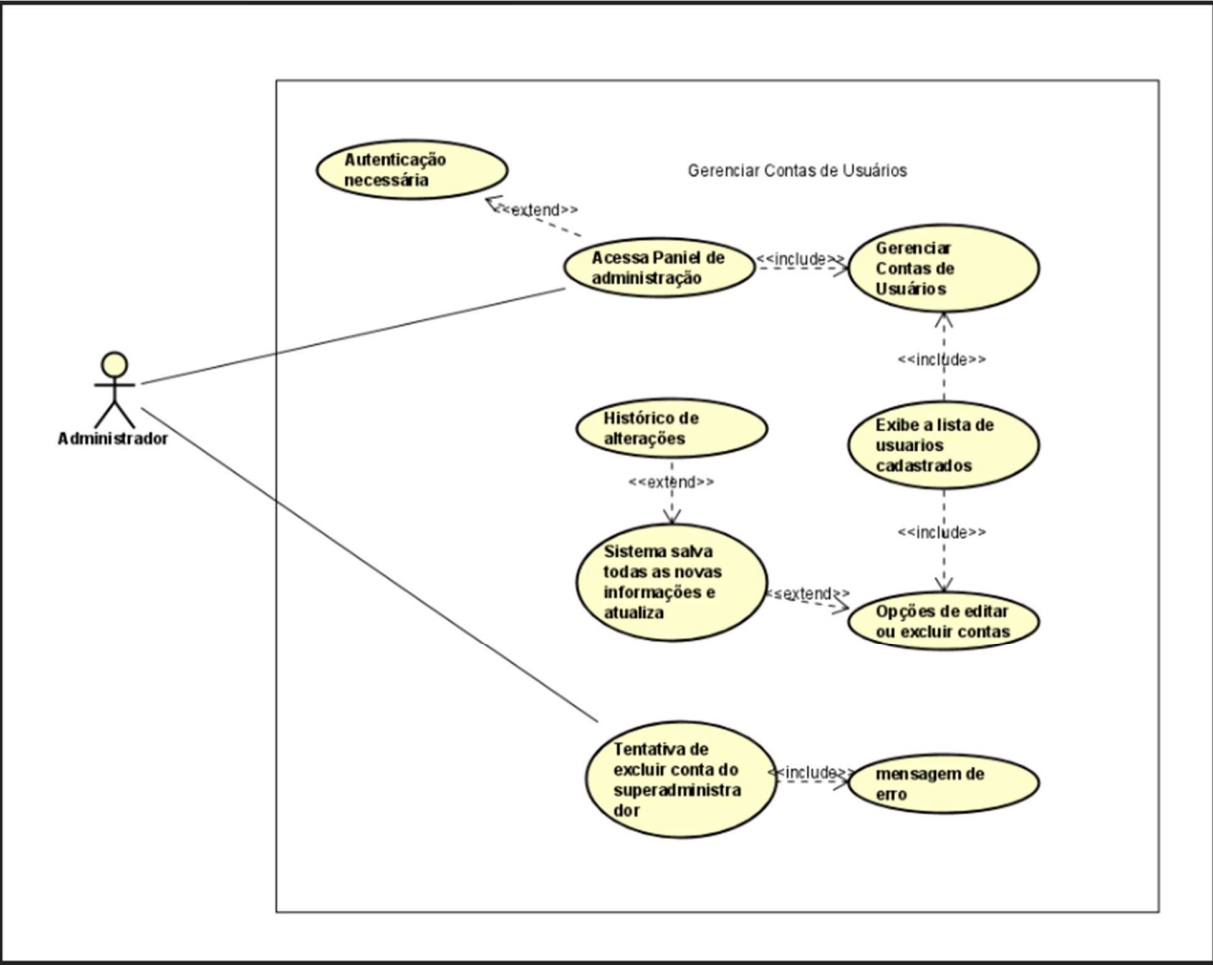 Autenticação
necessária
Gerenciar Contas de Usuários
<<extend>>
Acessa Paniel de
administração
<<include>>
Gerenciar
Contas de
Usuários
<<include>>
Administrador
Histórico de
alterações
Exibe a lista de
usuarios
cadastrados
<<extend>>
<<include>>
Sistema salva
todas as novas
informações e
atualiza
<<extend>>
Opções de editar
ou excluir contas
Tentativa de
excluir conta do
superadministra
dor
<<include>>
mensagem de
erro